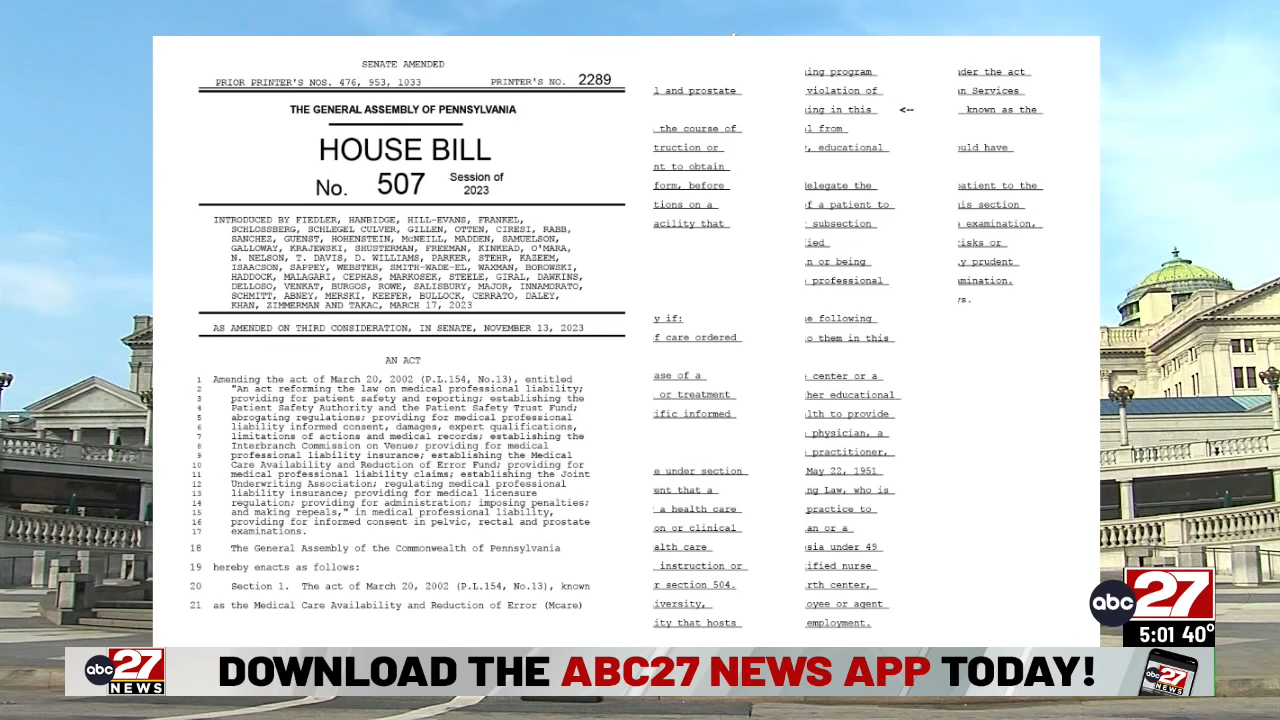 SENATE AMENDED
PRIOR PRINTER'S NOS. 476, 953, 1033 PRINTER'S NO. 2289
THE GENERAL ASSEMBLY OF PENNSYLVANIA
HOUSE BILL
No. 507 Session of 2023
INTRODUCED BY FIEDLER, HANBIDGE, HILL-EVANS, FRANKEL,
SCHLOSSBERG, SCHLEGEL CULVER, GILLEN, OTTEN, CIRESI, RABB,
SANCHEZ, GUENST, HOHENSTEIN, McNEILL, MADDEN, SAMUELSON,
GALLOWAY, KRAJEWSKI, SHUSTERMAN, FREEMAN, KINKEAD, O'MARA,
N. NELSON, T. DAVIS, D. WILLIAMS, PARKER, STEHR, KAZEEM,
ISAACSON, SAPPEY, WEBSTER, SMITH-WADE-EL, WAXMAN, BOROWSKI,
HADDOCK, MALAGARI, CEPHAS, MARKOSEK, STEELE, GIRAL, DAWKINS,
DELLOSO, VENKAT, BURGOS, ROWE, SALISBURY, MAJOR, INNAMORATO,
SCHMITT, ABNEY, MERSKI, KEEFER, BULLOCK, CERRATO, DALEY,
KHAN, ZIMMERMAN AND TAKAC, MARCH 17, 2023
AS AMENDED ON THIRD CONSIDERATION, IN SENATE, NOVEMBER 13, 2023
AN ACT
1 Amending the act of March 20, 2002 (P.L.154, No.13), entitled
2 "An act reforming the law on medical professional liability;
3 providing for patient safety and reporting; establishing the
4 Patient Safety Authority and the Patient Safety Trust Fund;
5 abrogating regulations; providing for medical professional
6 liability informed consent, damages, expert qualifications,
7 limitations of actions and medical records; establishing the
8 Interbranch Commission on Venue; providing for medical
9 professional liability insurance; establishing the Medical
10 Care Availability and Reduction of Error Fund; providing for
11 medical professional liability claims; establishing the Joint
12 Underwriting Association; regulating medical professional
13 liability insurance; providing for medical licensure
14 regulation; providing for administration; imposing penalties;
15 and making repeals," in medical professional liability,
16 providing for informed consent in pelvic, rectal and prostate
17 examinations.
18 The General Assembly of the Commonwealth of Pennsylvania
19 hereby enacts as follows:
20 Section 1. The act of March 20, 2002 (P.L.154, No.13), known
21 as the Medical Care Availability and Reduction of Error (Mcare)
l and prostate
the course of
truction or
nt to obtain
form, before
tions on a
acility that
y if:
f care ordered
ase of a
or treatment
ific informed
e under section
ent that a
a health care
on or clinical
alth care
instruction or
r section 504.
iversity,
ity that hosts
ing program
violation of
ing in this <--
l from
, educational
elegate the
f a patient to
subsection
ied
n or being
professional
e following
o them in this
center or a
her educational
lth to provide
physician, a
practitioner,
May 22, 1951
ng Law, who is
practice to
an or a
sia under 49
ified nurse
rth center,
oyee or agent
employment.
der the act
n Services
known as the
uld have
patient to the
is section
examination,
risks or
y prudent
mination.
s.
abc 27
5:01 40°
abc 27 NEWS
DOWNLOAD THE ABC27 NEWS APP TODAY!
abc 27 NEWS